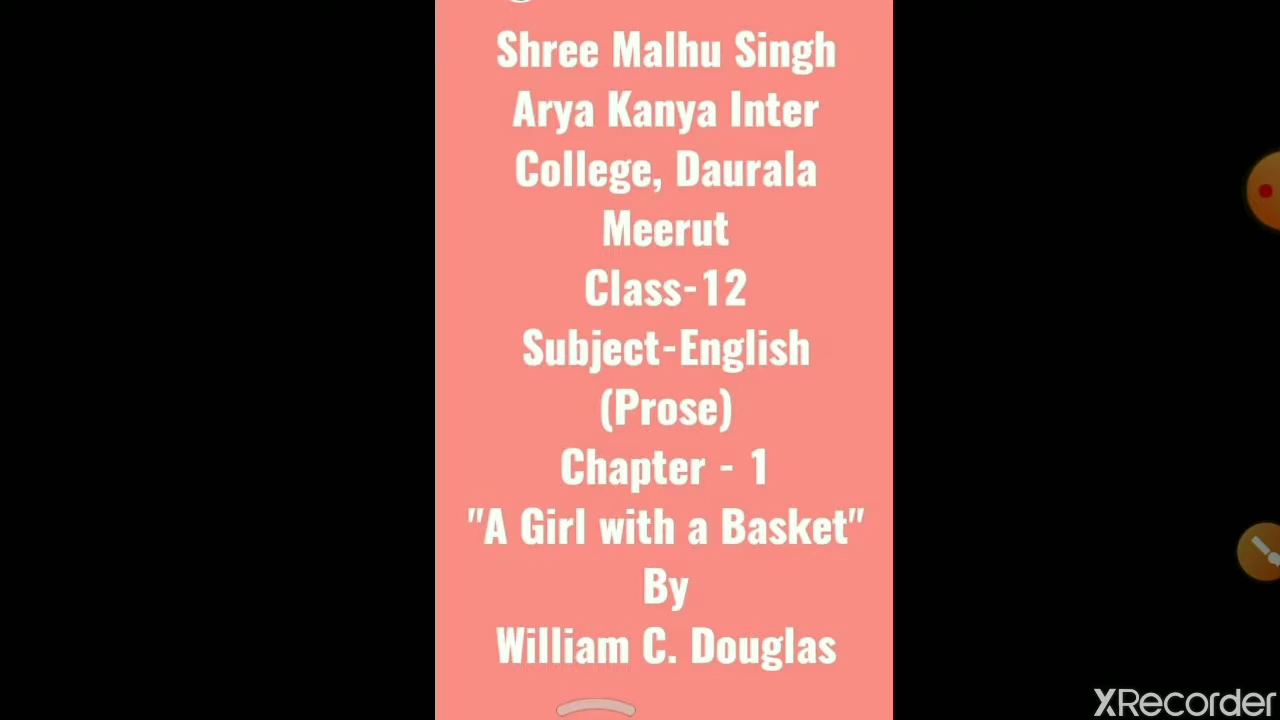 Shree Malhu Singh
Arya Kanya Inter
College, Daurala
Meerut
Class-12
Subject-English
(Prose)
Chapter - 1
"A Girl with a Basket"
By
William C. Douglas
XRecorder